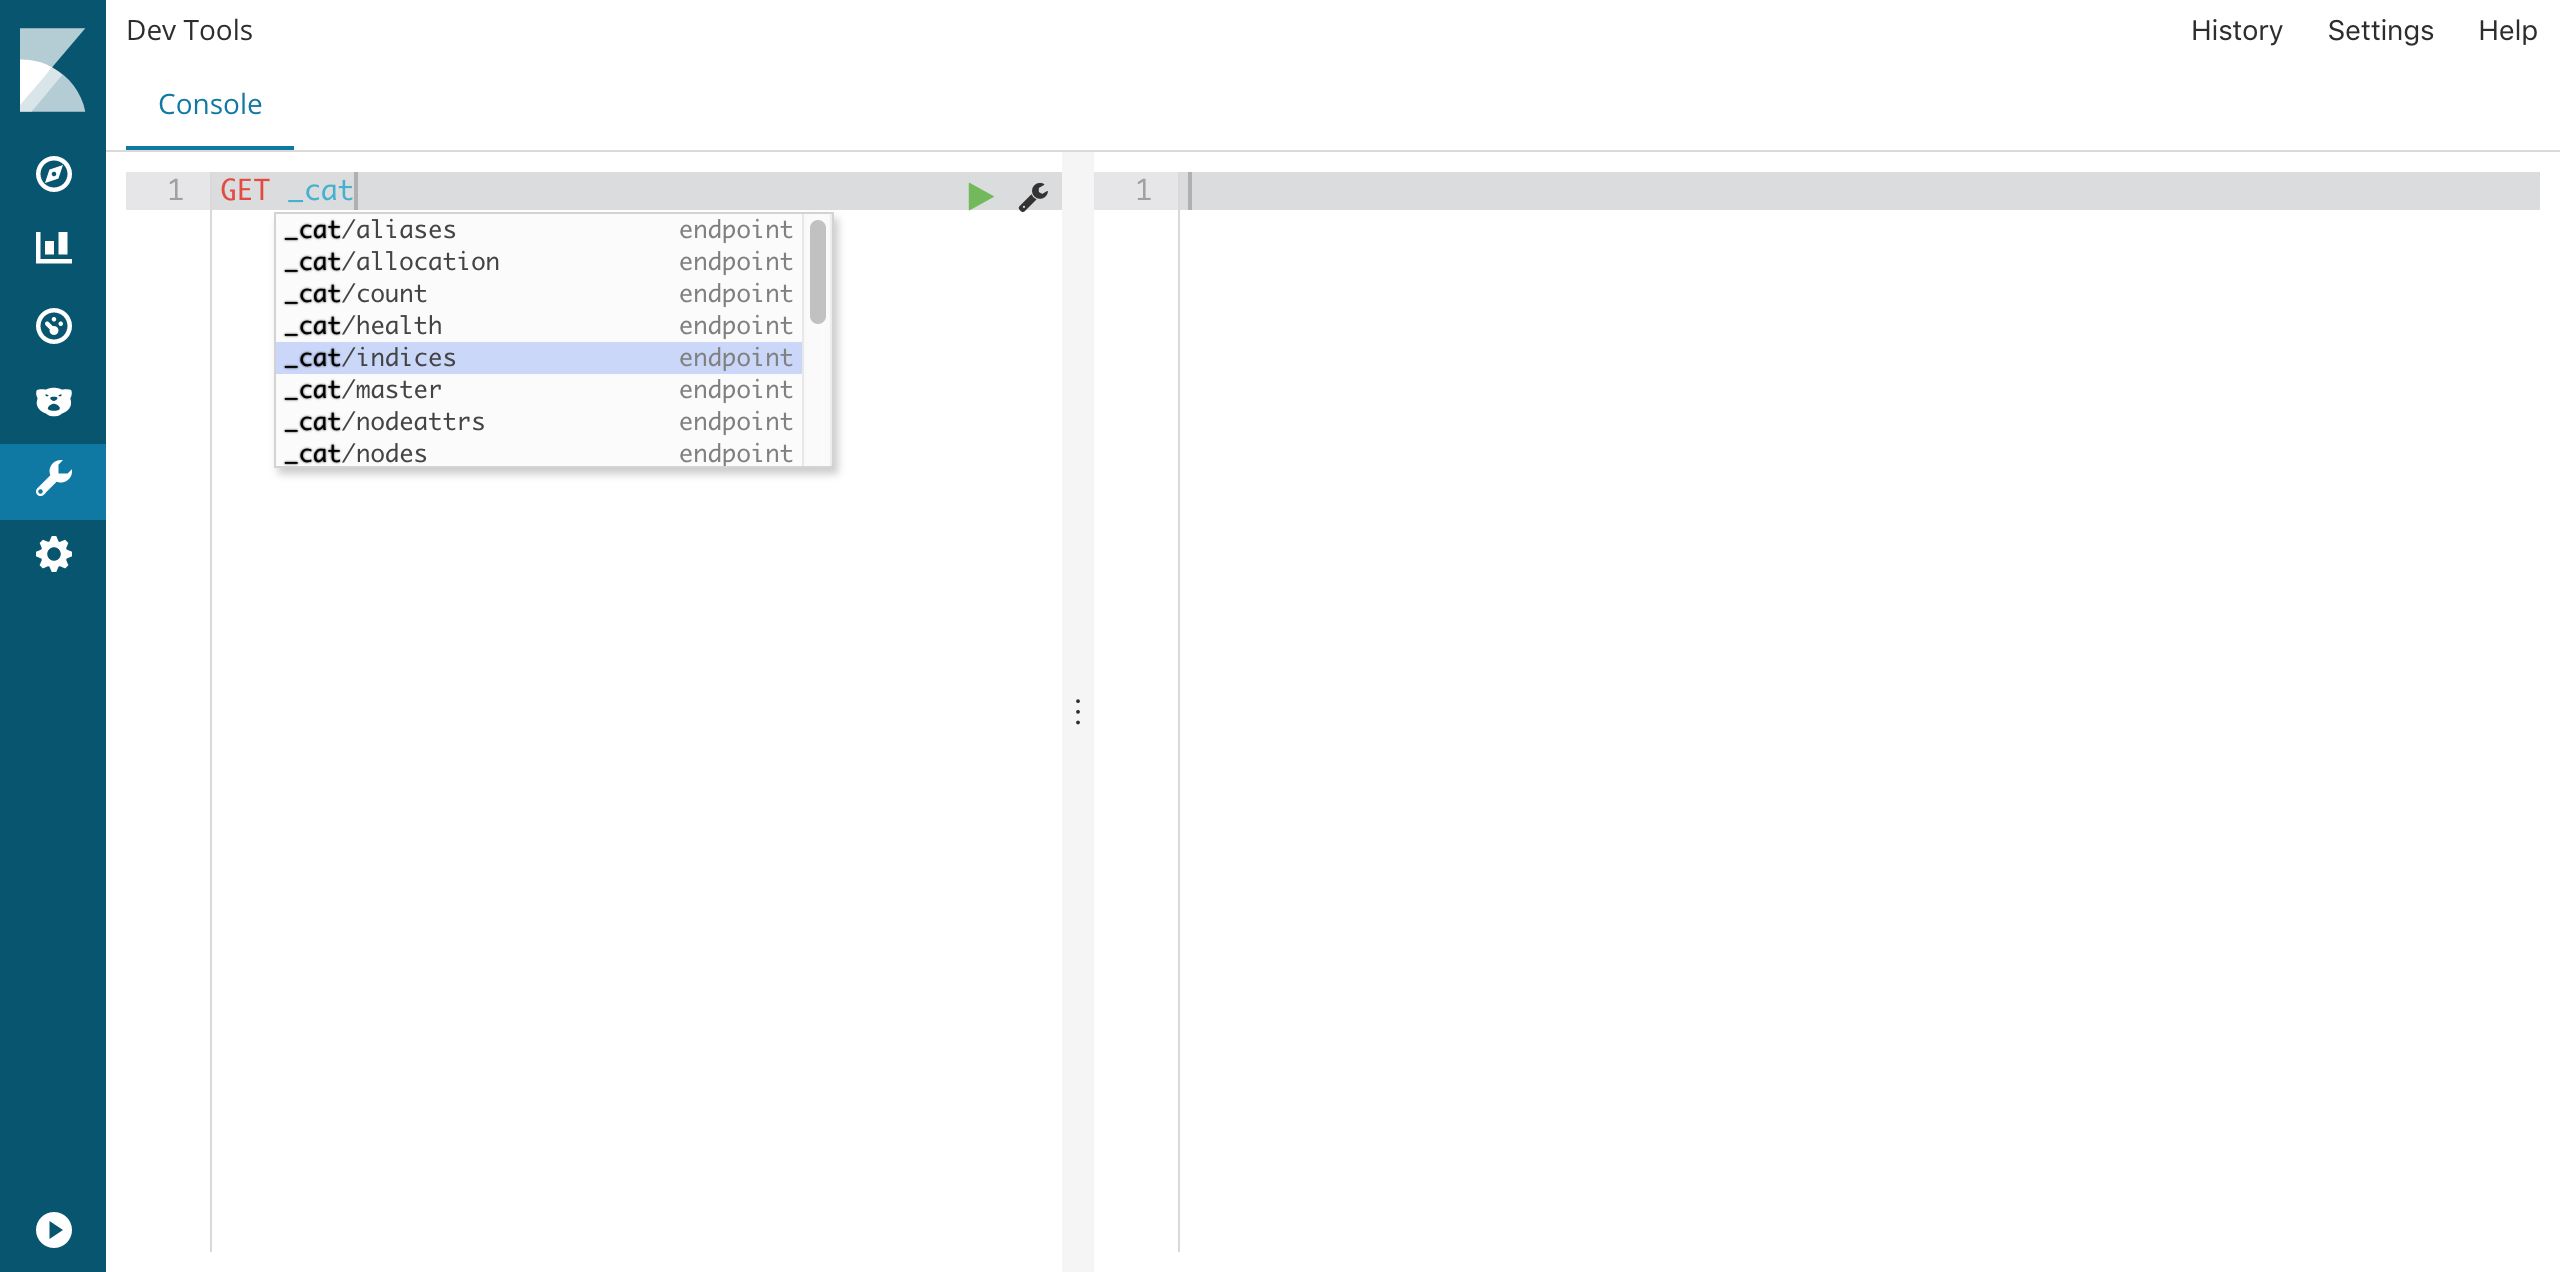 Dev Tools
History Settings Help
Console
1 GET _cat
_cat/aliases endpoint
_cat/allocation endpoint
_cat/count endpoint
_cat/health endpoint
_cat/indices endpoint
_cat/master endpoint
_cat/nodeattrs endpoint
_cat/nodes endpoint
1